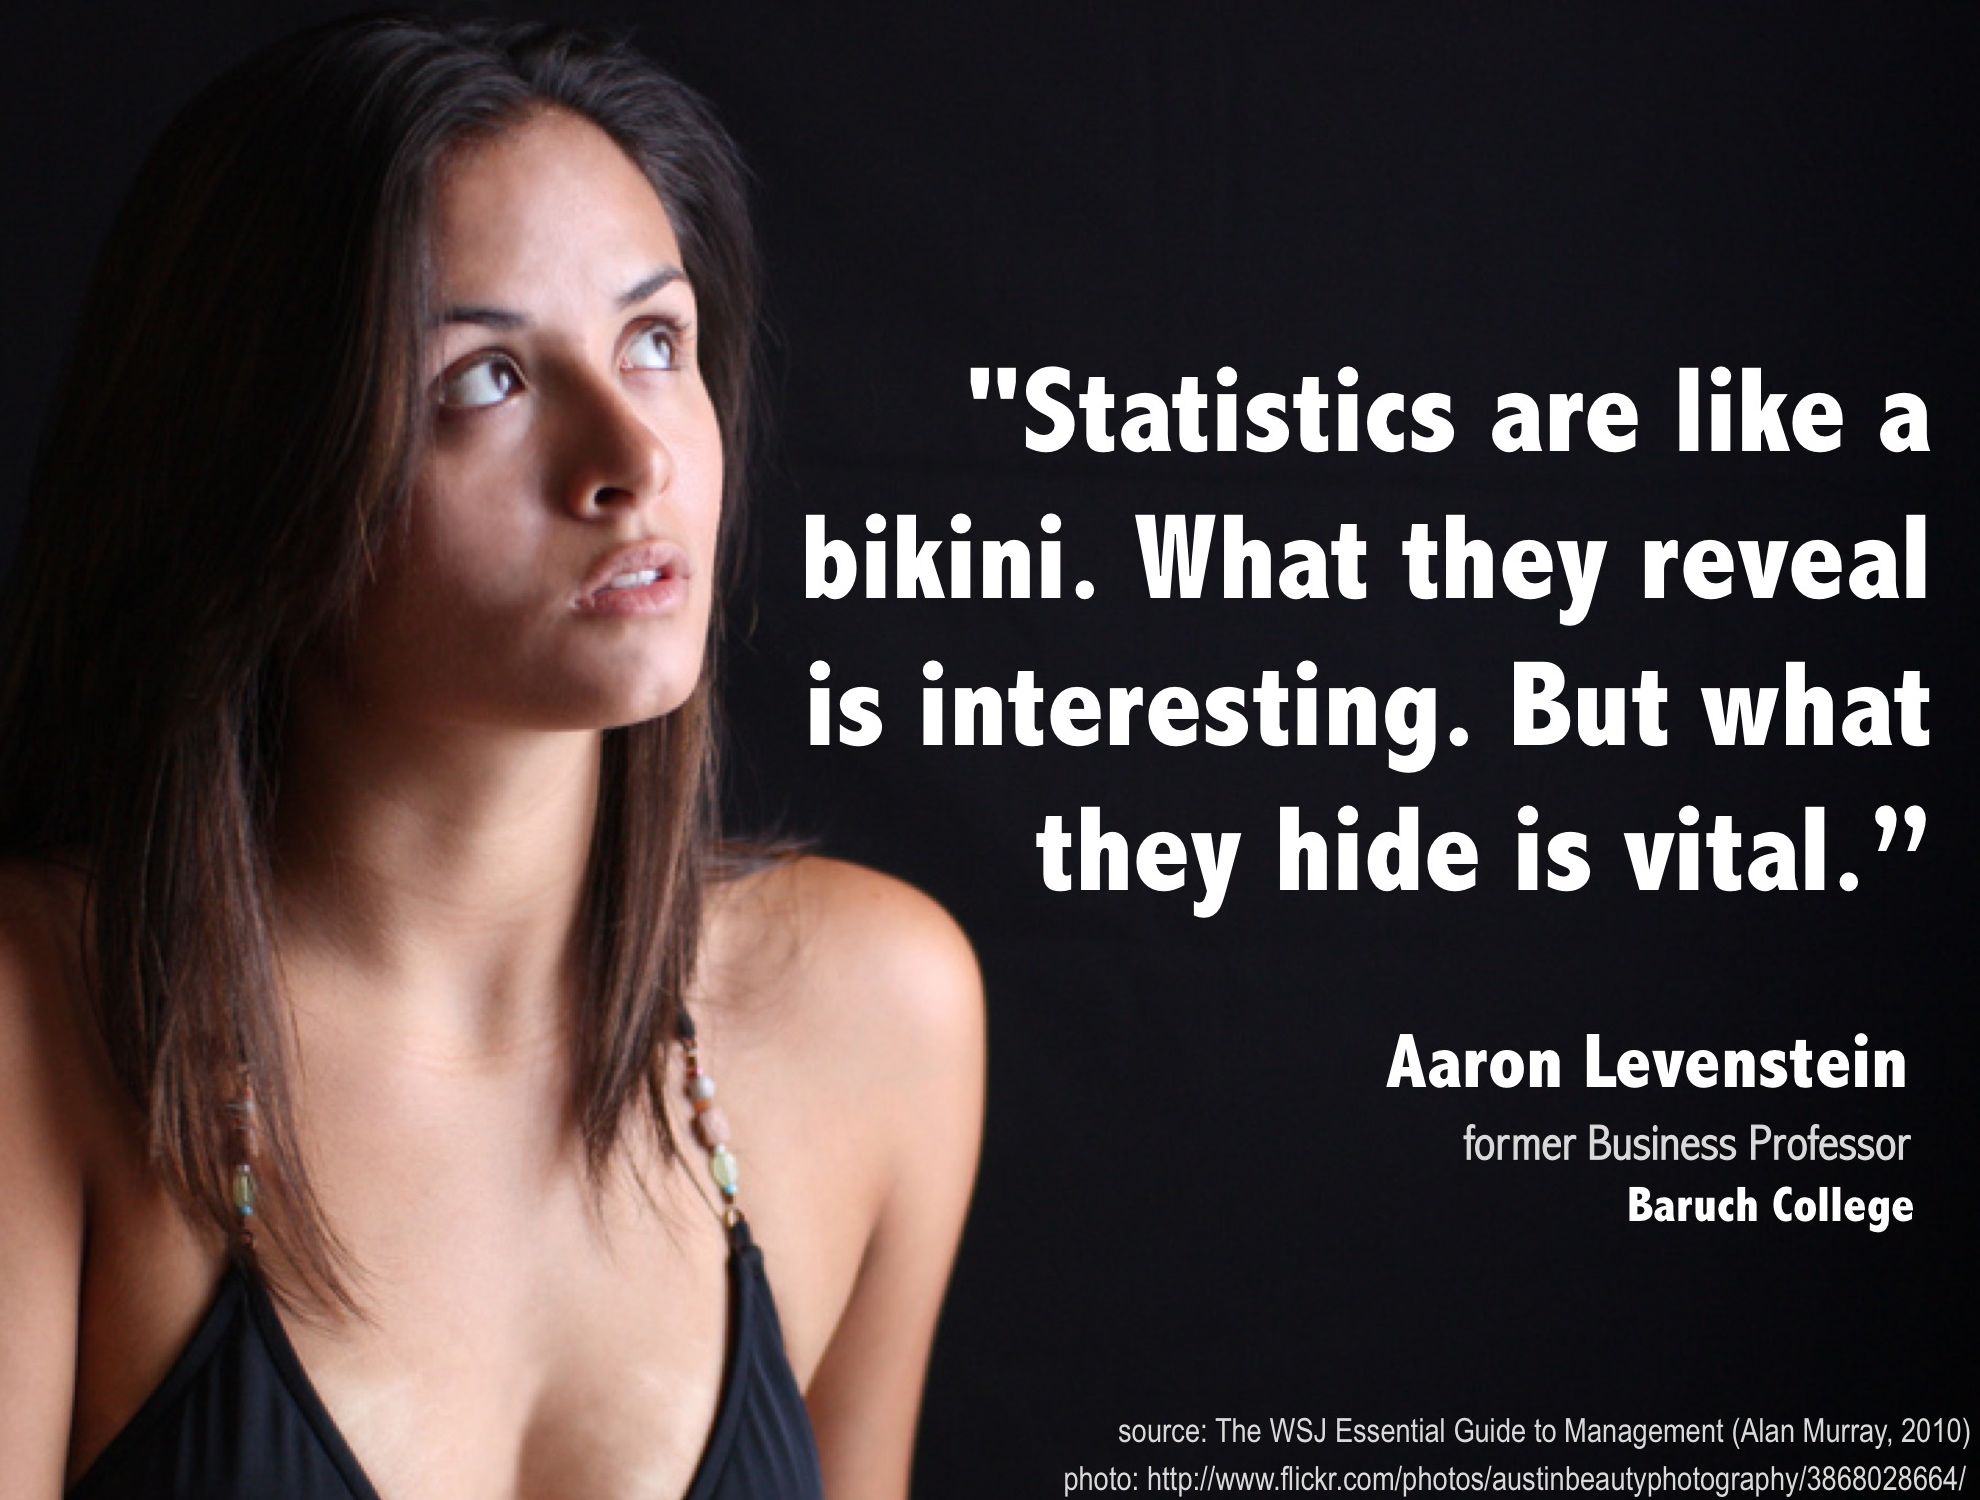 "Statistics are like a
bikini. What they reveal
is interesting. But what
they hide is vital.”
Aaron Levenstein
former Business Professor
Baruch College
source: The WSJ Essential Guide to Management (Alan Murray, 2010)
photo: http://www.flickr.com/photos/austinbeautyphotography/3868028664/